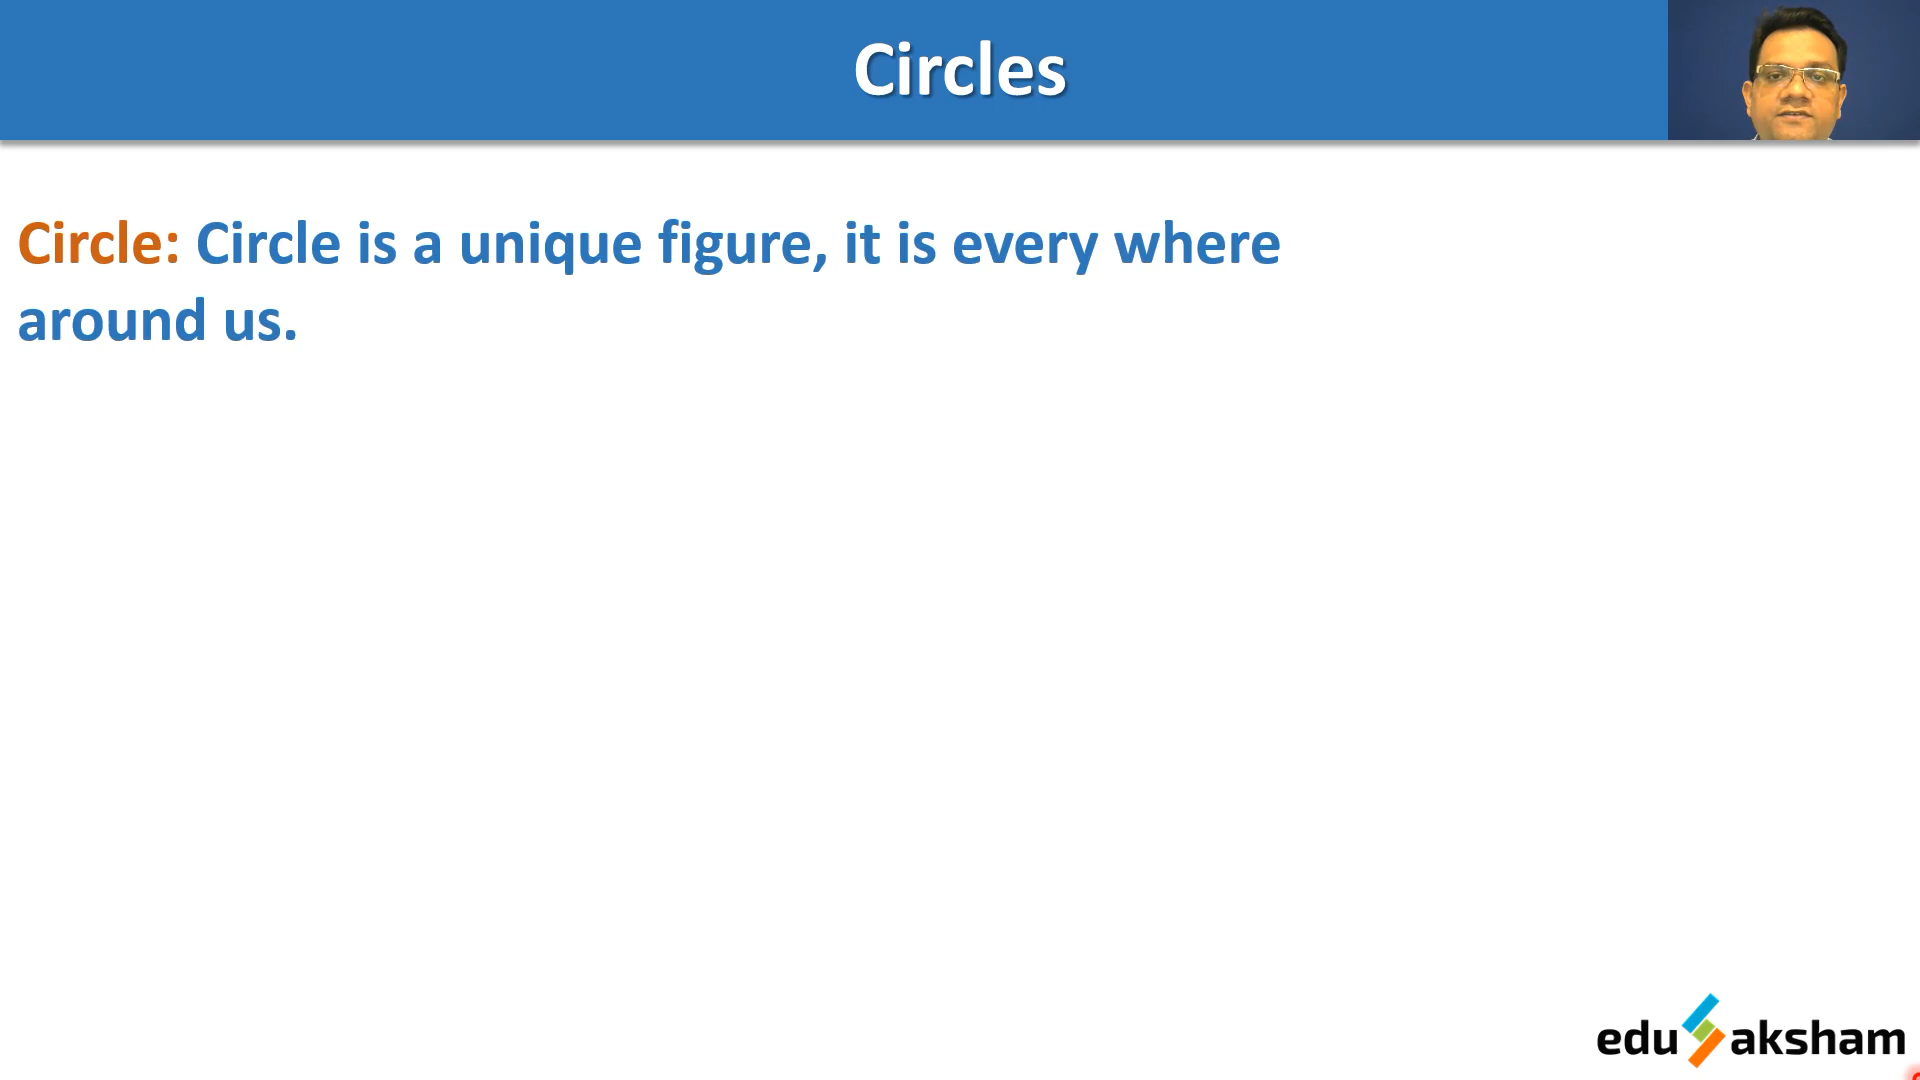 Circles
Circle: Circle is a unique figure, it is every where
around us.
edu aksham